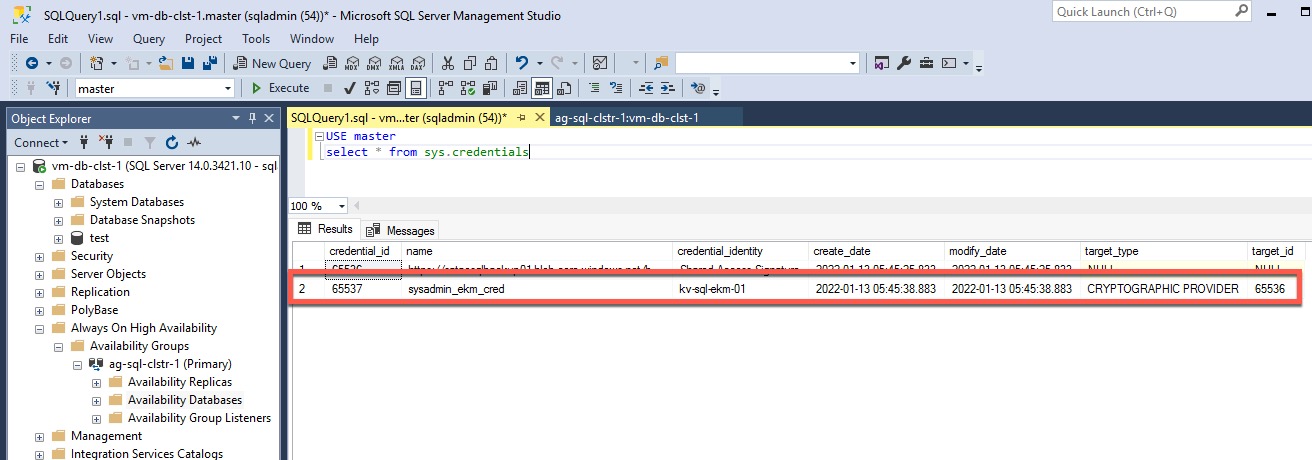 SQLQuery1.sql - vm-db-clst-1.master (sqladmin (54))* - Microsoft SQL Server Management Studio
Quick Launch (Ctrl+Q)
File Edit View Query Project Tools Window Help
New Query MDX DMX XMLA DAX
master Execute
Object Explorer
SQLQuery1.sql - vm...ter (sqladmin (54))* ag-sql-clstr-1:vm-db-clst-1
Connect
USE master
select * from sys.credentials
vm-db-clst-1 (SQL Server 14.0.3421.10 - sql
Databases
System Databases
Database Snapshots
test
Security
Server Objects
Replication
PolyBase
Always On High Availability
Availability Groups
ag-sql-clstr-1 (Primary)
Availability Replicas
Availability Databases
Availability Group Listeners
Management
Integration Services Catalogs
100 %
Results Messages
credential_id name credential_identity create_date modify_date target_type target_id
1 65536 Shared Access Signature 2022-01-13 05:45:25.883 2022-01-13 05:45:25.883 NULL NULL
2 65537 sysadmin_ekm_cred kv-sql-ekm-01 2022-01-13 05:45:38.883 2022-01-13 05:45:38.883 CRYPTOGRAPHIC PROVIDER 65536